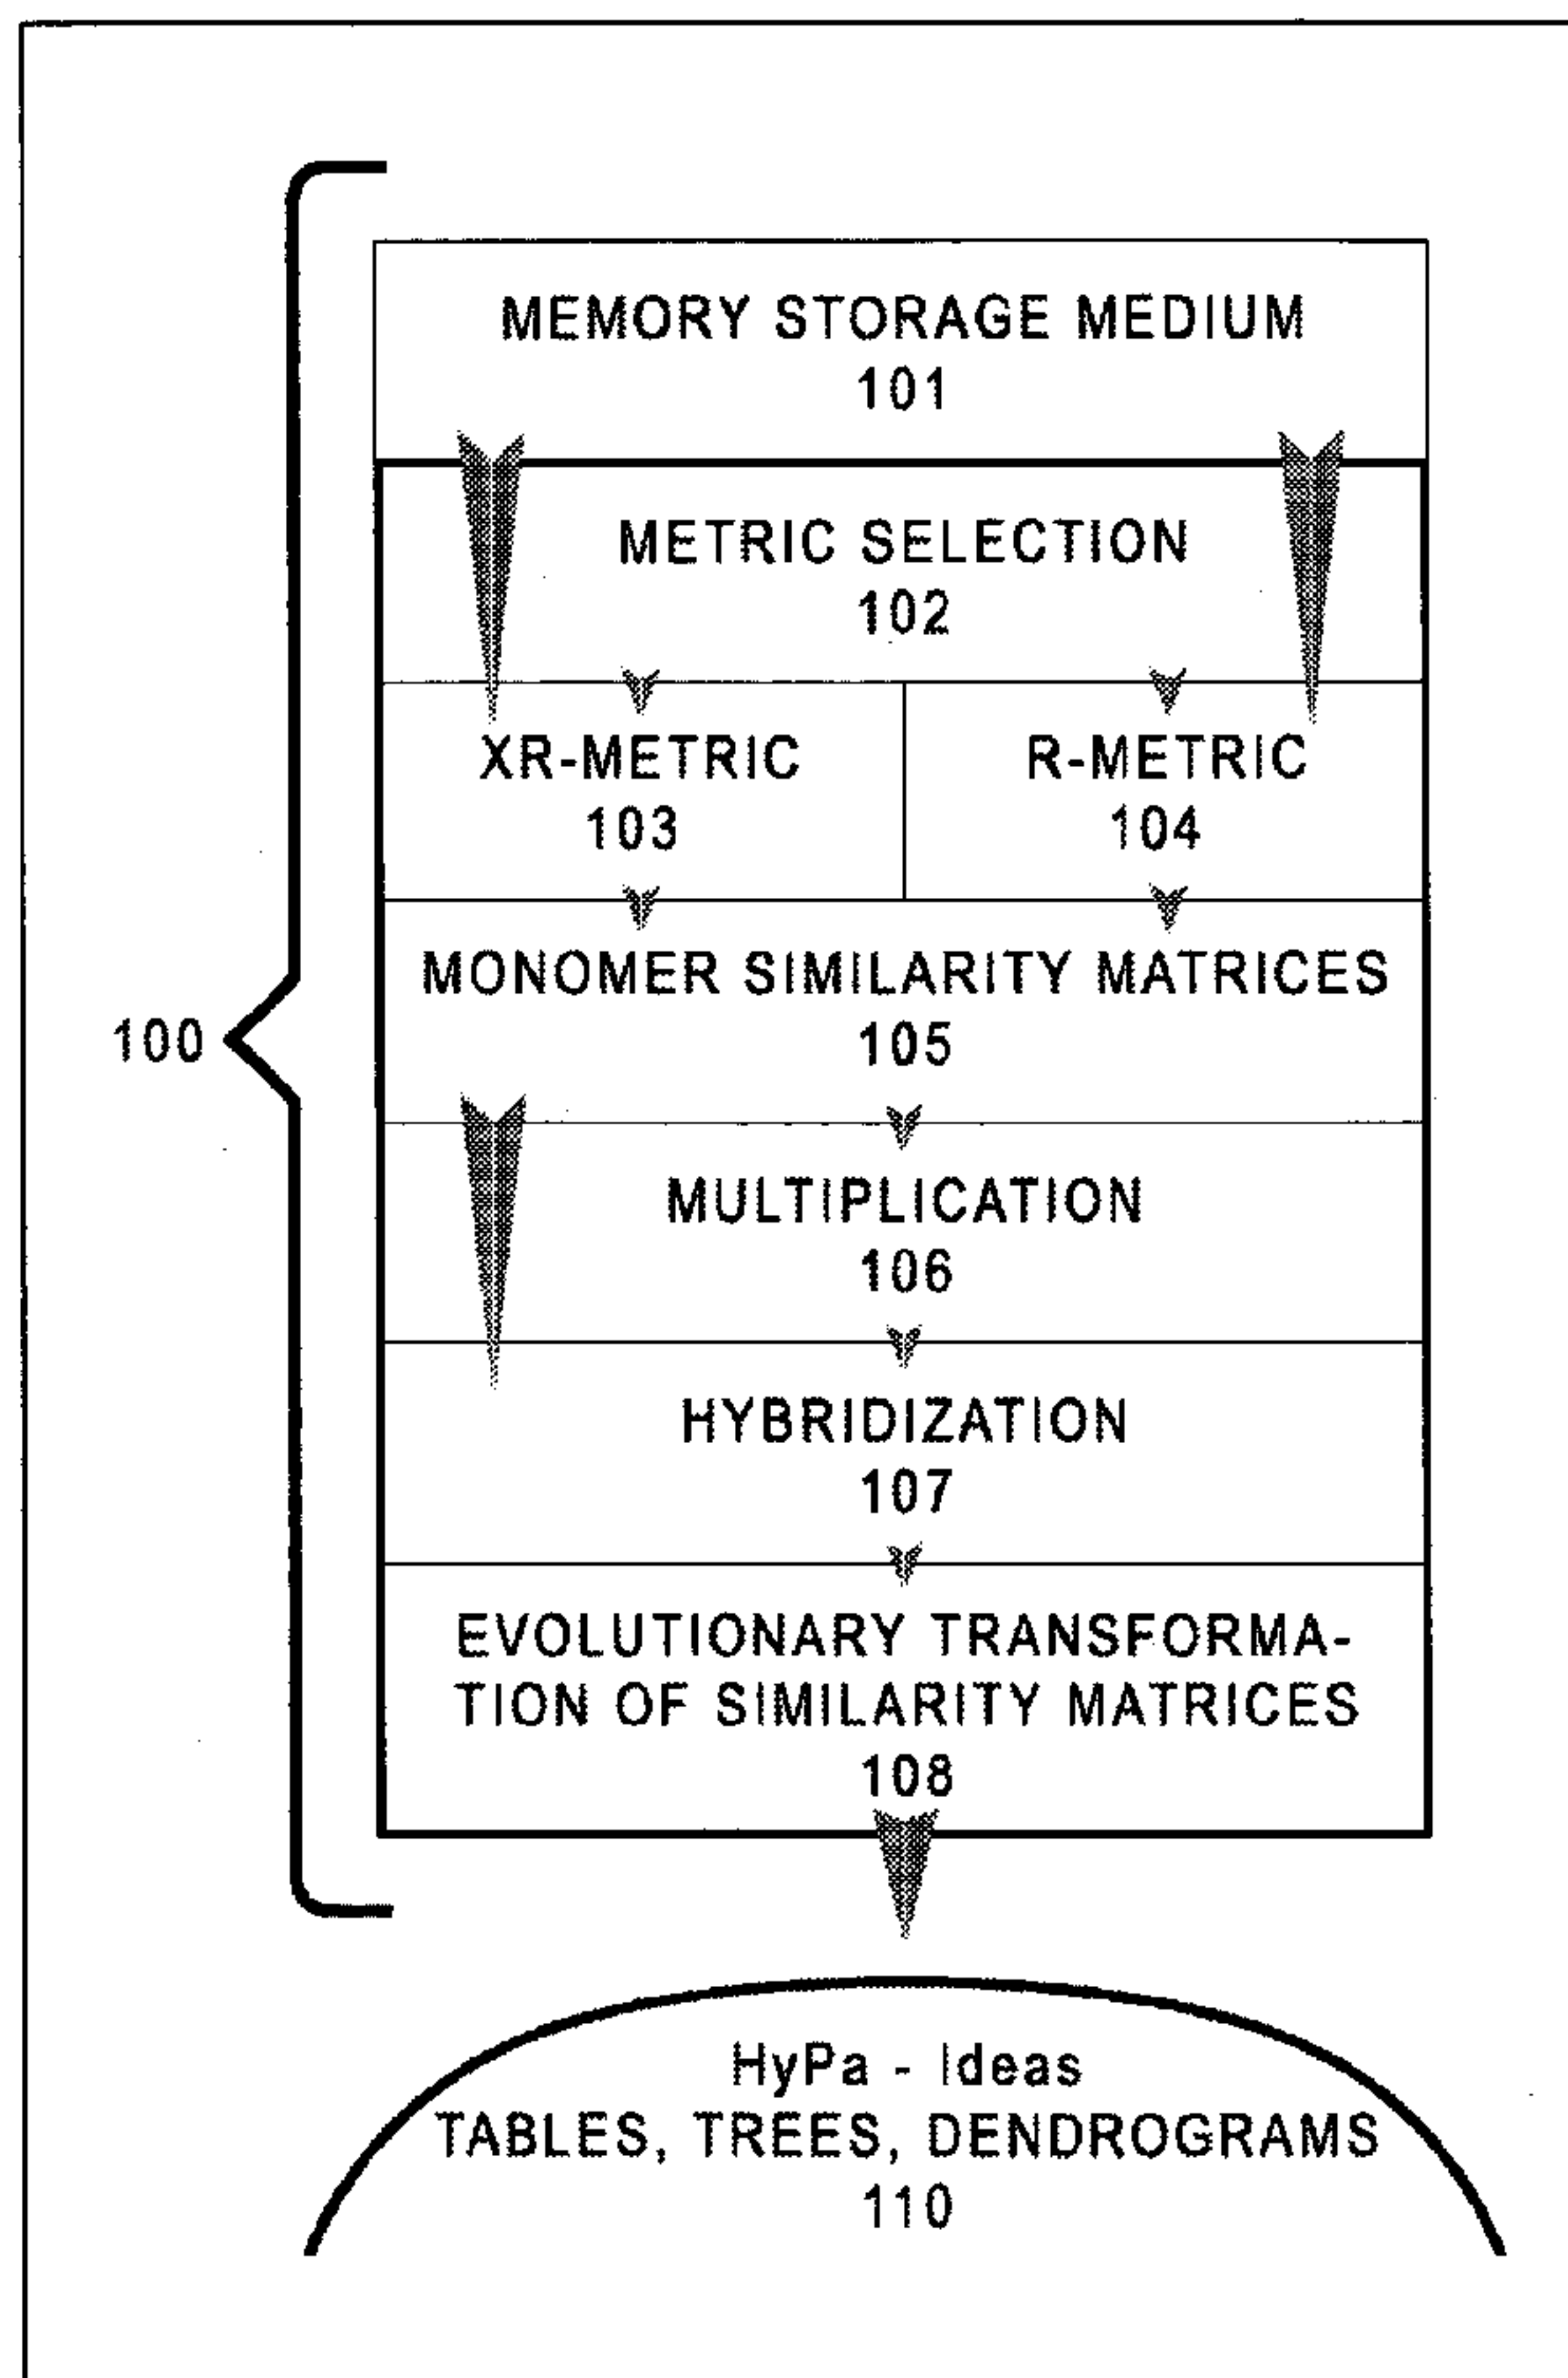 MEMORY STORAGE MEDIUM
101
METRIC SELECTION
102
XR-METRIC
103
R-METRIC
104
MONOMER SIMILARITY MATRICES
105
100
MULTIPLICATION
106
HYBRIDIZATION
107
EVOLUTIONARY TRANSFORMA-
TION OF SIMILARITY MATRICES
108
HyPa - Ideas
TABLES, TREES, DENDROGRAMS
110